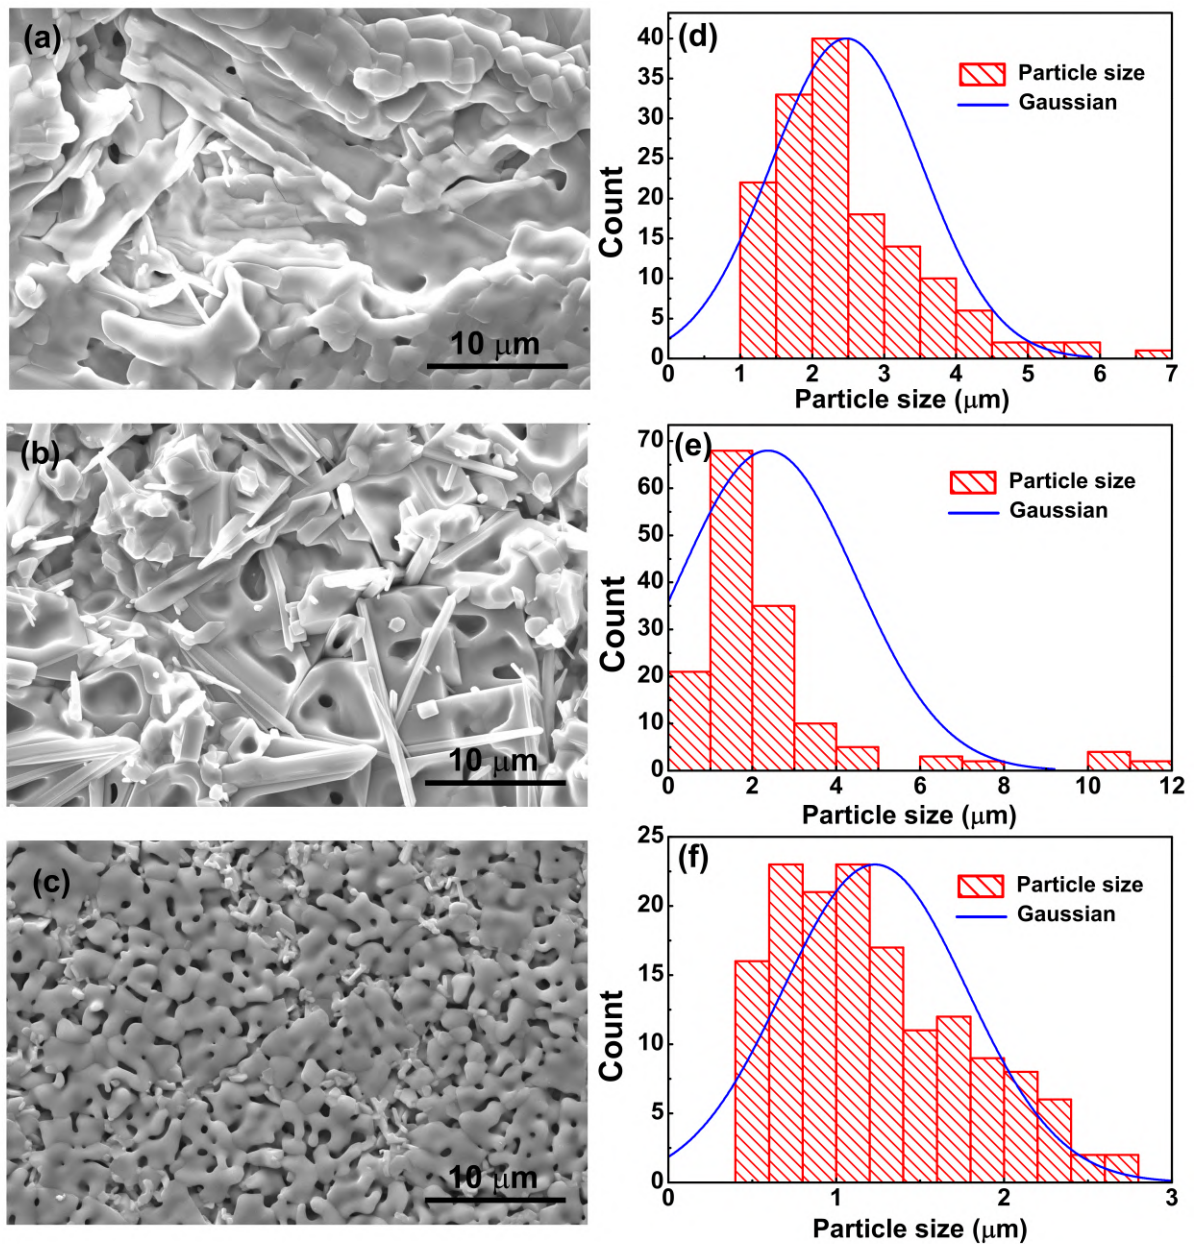 (a)
10 μm
(d)
Particle size
Gaussian
Count
40
35
30
25
20
15
10
5
0
0 1 2 3 4 5 6 7
Particle size (μm)
(b)
10 μm
(e)
Particle size
Gaussian
Count
70
60
50
40
30
20
10
0
0 2 4 6 8 10 12
Particle size (μm)
(c)
10 μm
(f)
Particle size
Gaussian
Count
25
20
15
10
5
0
0 1 2 3
Particle size (μm)